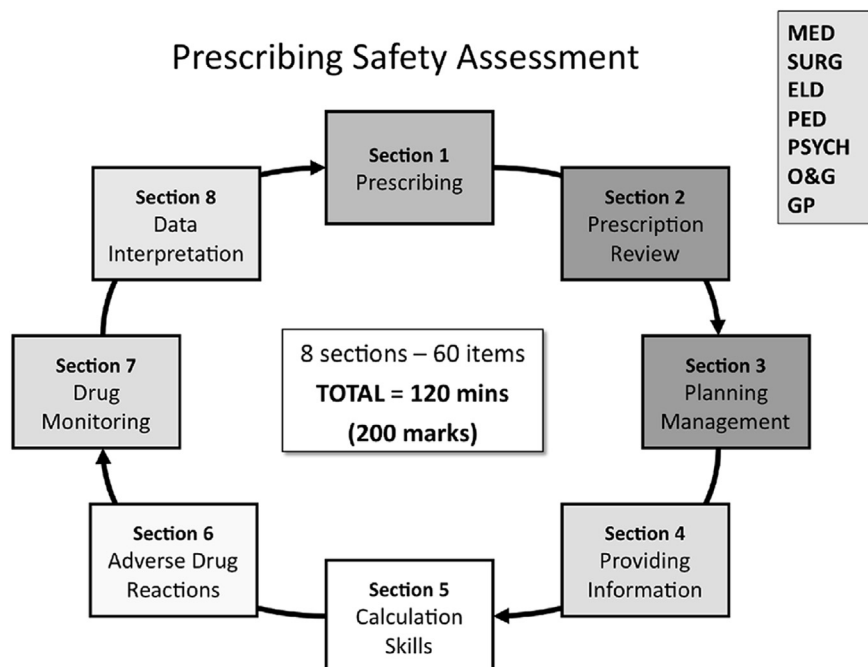 Prescribing Safety Assessment
MED
SURG
ELD
PED
PSYCH
O&G
GP
Section 1
Prescribing
Section 2
Prescription
Review
Section 3
Planning
Management
Section 4
Providing
Information
Section 5
Calculation
Skills
Section 6
Adverse Drug
Reactions
Section 7
Drug
Monitoring
Section 8
Data
Interpretation
8 sections – 60 items
TOTAL = 120 mins
(200 marks)